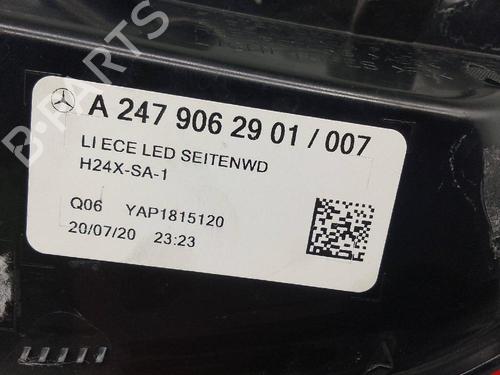 A 247 906 29 01 / 007
LI ECE LED SEITENWD
H24X-SA-1
Q06 YAP1815120
20/07/20 23:23
B-PARTS